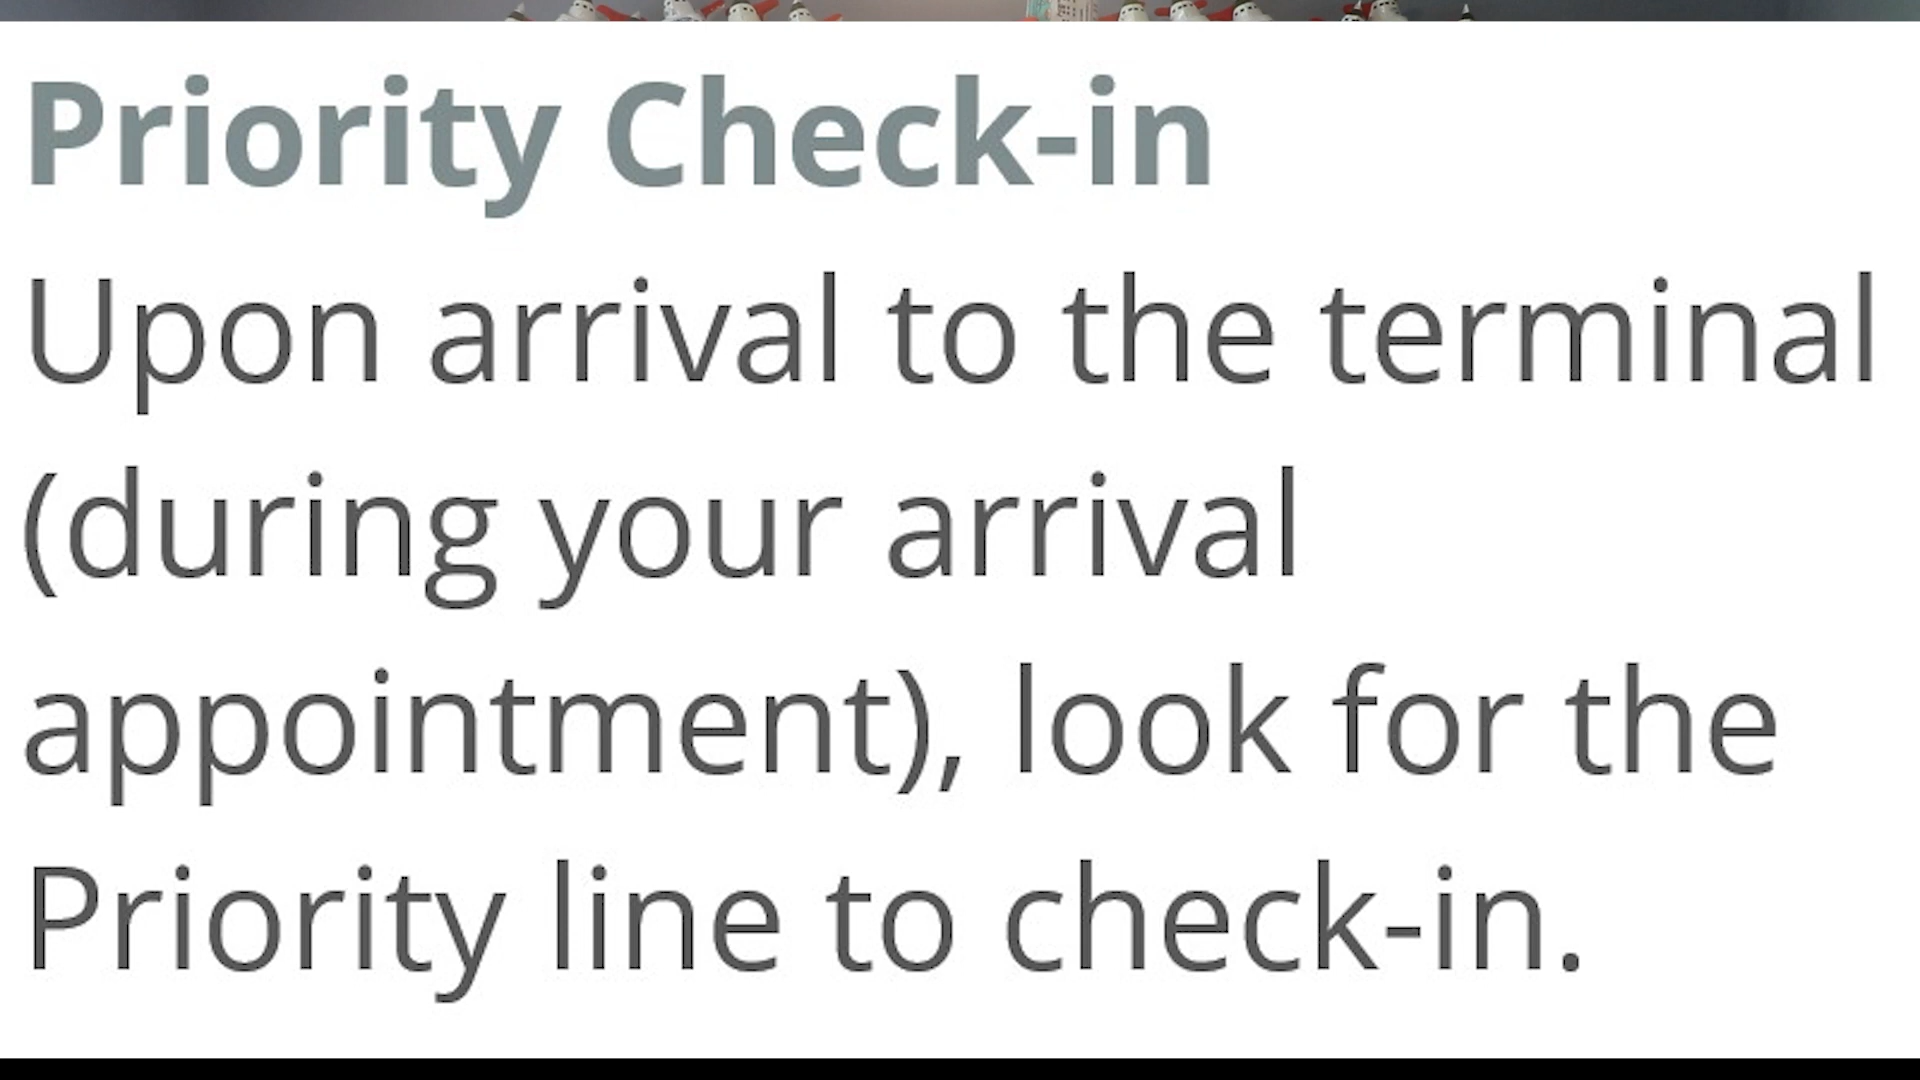 Priority Check-in
Upon arrival to the terminal
(during your arrival
appointment), look for the
Priority line to check-in.